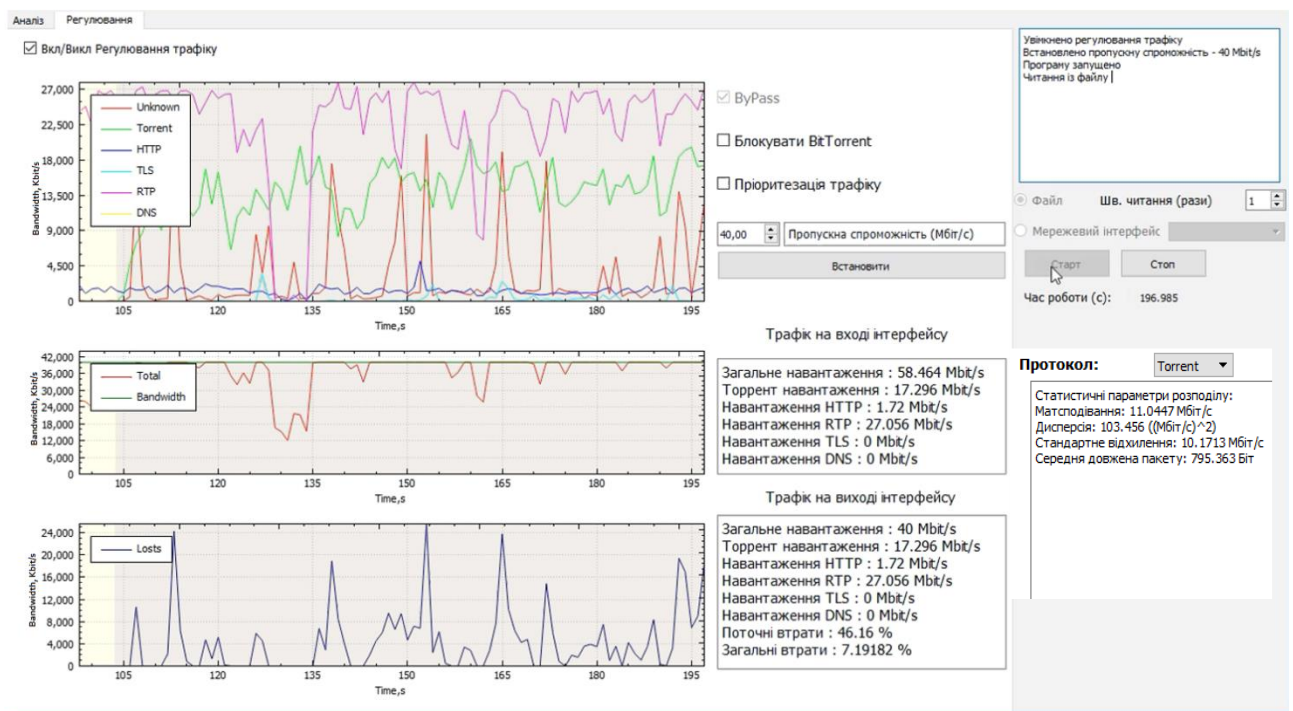 Аналіз Регулювання
Вкл/Викл Регулювання трафіку
27,000
22,500
18,000
13,500
9,000
4,500
0
Bandwidth, Kbit/s
Unknown
Torrent
HTTP
TLS
RTP
DNS
105 120 135 150 165 180 195
Time,s
42,000
36,000
30,000
24,000
18,000
12,000
6,000
0
Bandwidth, Kbit/s
Total
Bandwidth
105 120 135 150 165 180 195
Time,s
24,000
20,000
16,000
12,000
8,000
4,000
0
Bandwidth, Kbit/s
Losts
105 120 135 150 165 180 195
Time,s
ByPass
Блокувати BitTorrent
Пріоритезація трафіку
40,00 Пропускна спроможність (Мбіт/с)
Встановити
Трафік на вході інтерфейсу
Загальне навантаження : 58.464 Mbit/s
Торрент навантаження : 17.296 Mbit/s
Навантаження HTTP : 1.72 Mbit/s
Навантаження RTP : 27.056 Mbit/s
Навантаження TLS : 0 Mbit/s
Навантаження DNS : 0 Mbit/s
Трафік на виході інтерфейсу
Загальне навантаження : 40 Mbit/s
Торрент навантаження : 17.296 Mbit/s
Навантаження HTTP : 1.72 Mbit/s
Навантаження RTP : 27.056 Mbit/s
Навантаження TLS : 0 Mbit/s
Навантаження DNS : 0 Mbit/s
Поточні втрати : 46.16 %
Загальні втрати : 7.19182 %
Увімкнено регулювання трафіку
Встановлено пропускну спроможність - 40 Mbit/s
Програму запущено
Читання із файлу
Файл Шв. читання (рази) 1
Мережевий інтерфейс
Старт Стоп
Час роботи (с): 196.985
Протокол: Torrent
Статистичні параметри розподілу:
Матсподівання: 11.0447 Мбіт/с
Дисперсія: 103.456 ((Мбіт/с)^2)
Стандартне відхилення: 10.1713 Мбіт/с
Середня довжена пакету: 795.363 Біт